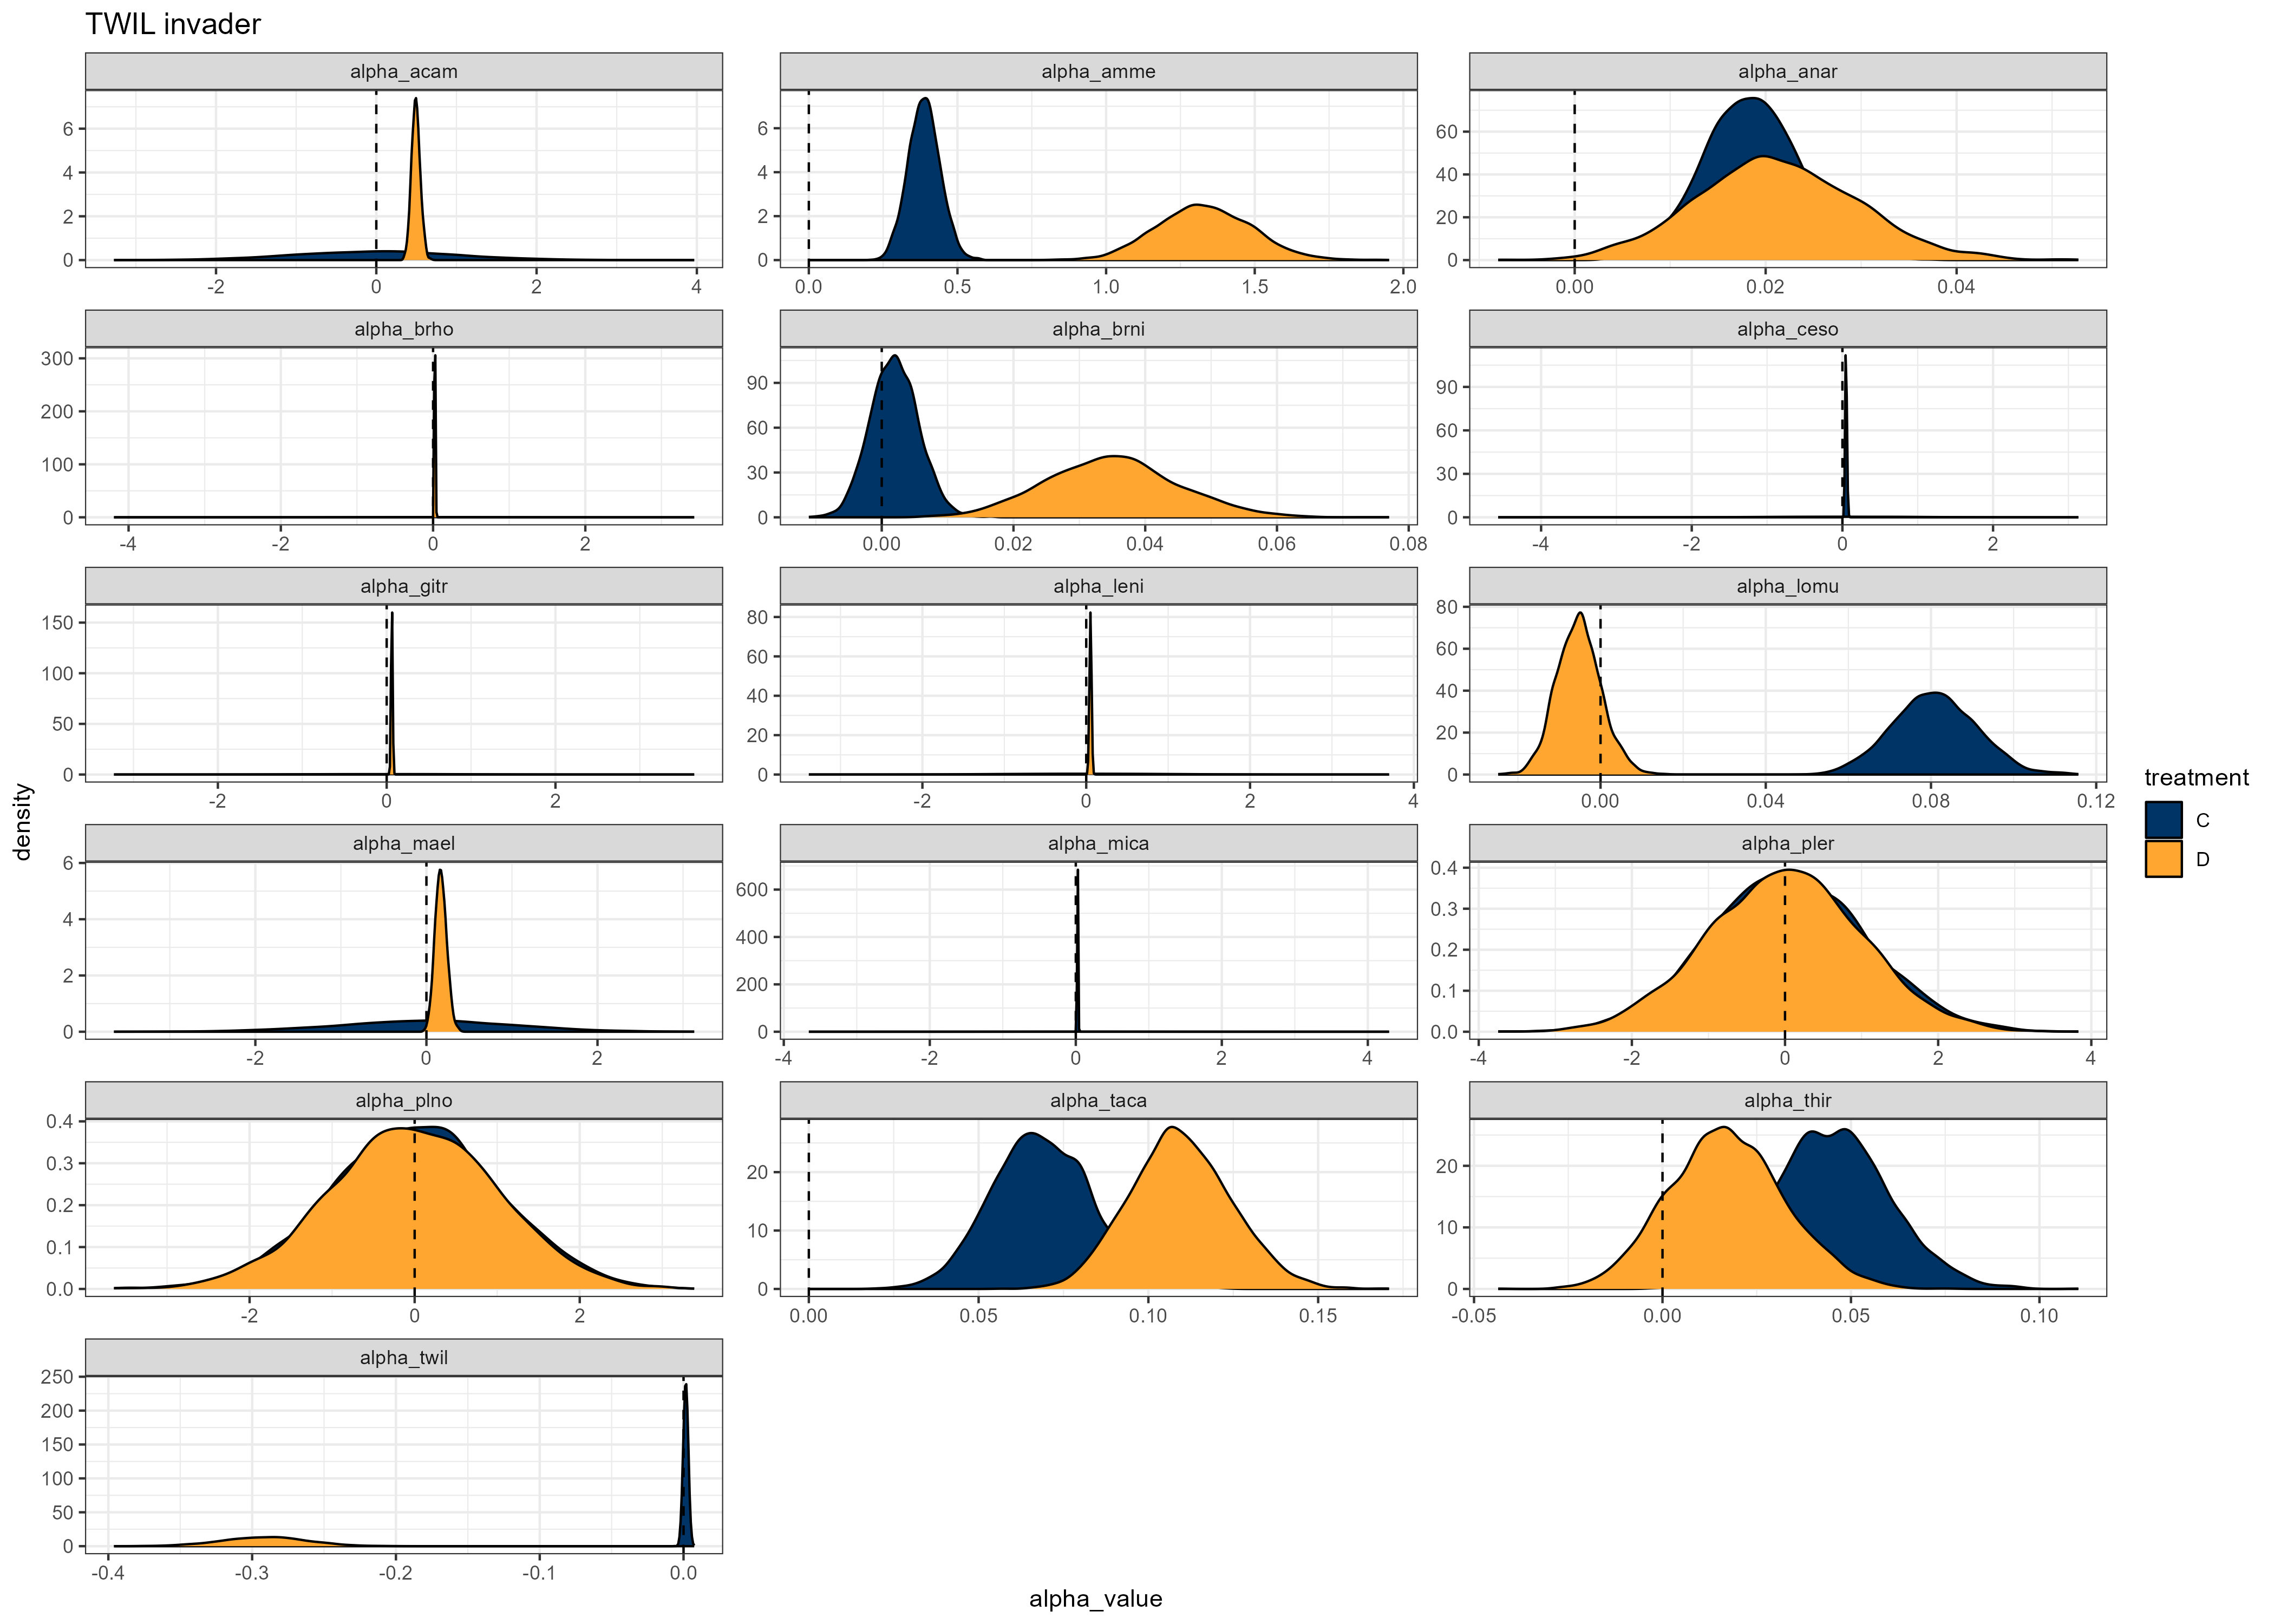 TWIL invader
alpha_acam
alpha_amme
alpha_anar
6
4
2
0
-2 0 2 4
6
4
2
0
0.0 0.5 1.0 1.5 2.0
60
40
20
0
0.00 0.02 0.04
alpha_brho
alpha_brni
alpha_ceso
300
200
100
0
-4 -2 0 2
90
60
30
0
0.00 0.02 0.04 0.06 0.08
90
60
30
0
-4 -2 0 2
alpha_gitr
alpha_leni
alpha_lomu
150
100
50
0
-2 0 2
80
60
40
20
0
-2 0 2 4
80
60
40
20
0
0.00 0.04 0.08 0.12
alpha_mael
alpha_mica
alpha_pler
6
4
2
0
-2 0 2
600
400
200
0
-4 -2 0 2 4
0.4
0.3
0.2
0.1
0.0
-4 -2 0 2 4
alpha_plno
alpha_taca
alpha_thir
0.4
0.3
0.2
0.1
0.0
-2 0 2
20
10
0
0.00 0.05 0.10 0.15
20
10
0
-0.05 0.00 0.05 0.10
alpha_twil
250
200
150
100
50
0
-0.4 -0.3 -0.2 -0.1 0.0
density
alpha_value
treatment
C
D